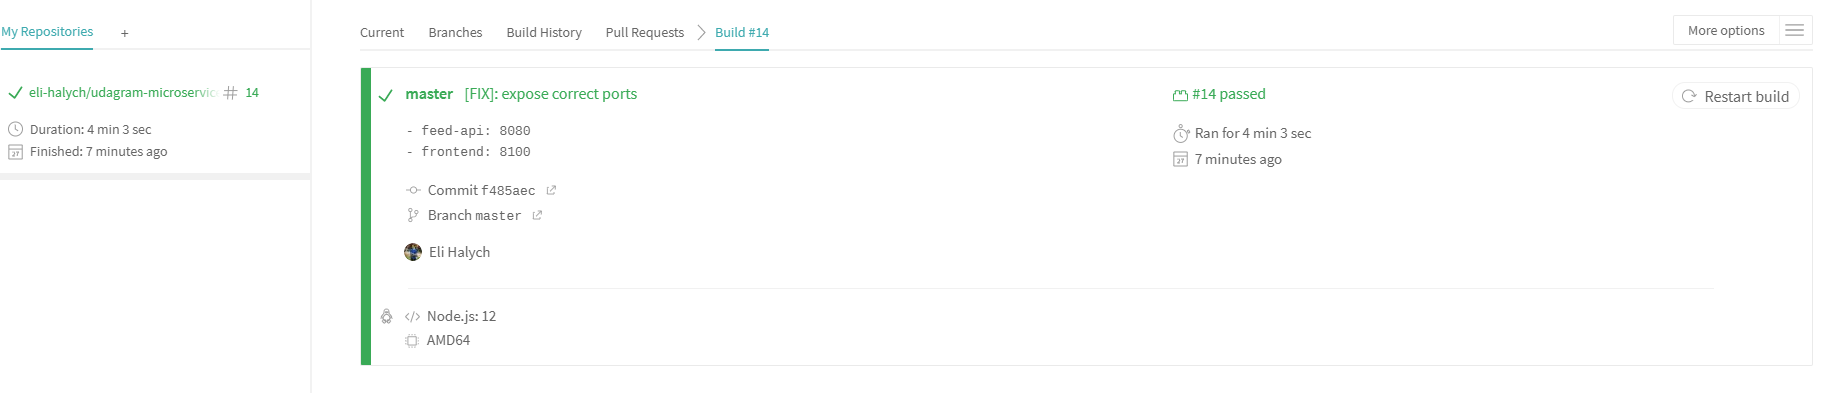 My Repositories +
eli-halych/udagram-microservic 14
Duration: 4 min 3 sec
27 Finished: 7 minutes ago
Current Branches Build History Pull Requests Build #14
More options
master [FIX]: expose correct ports
- feed-api: 8080
- frontend: 8100
Commit f485aec
Branch master
Eli Halych
Node.js: 12
AMD64
#14 passed
Ran for 4 min 3 sec
27 7 minutes ago
Restart build